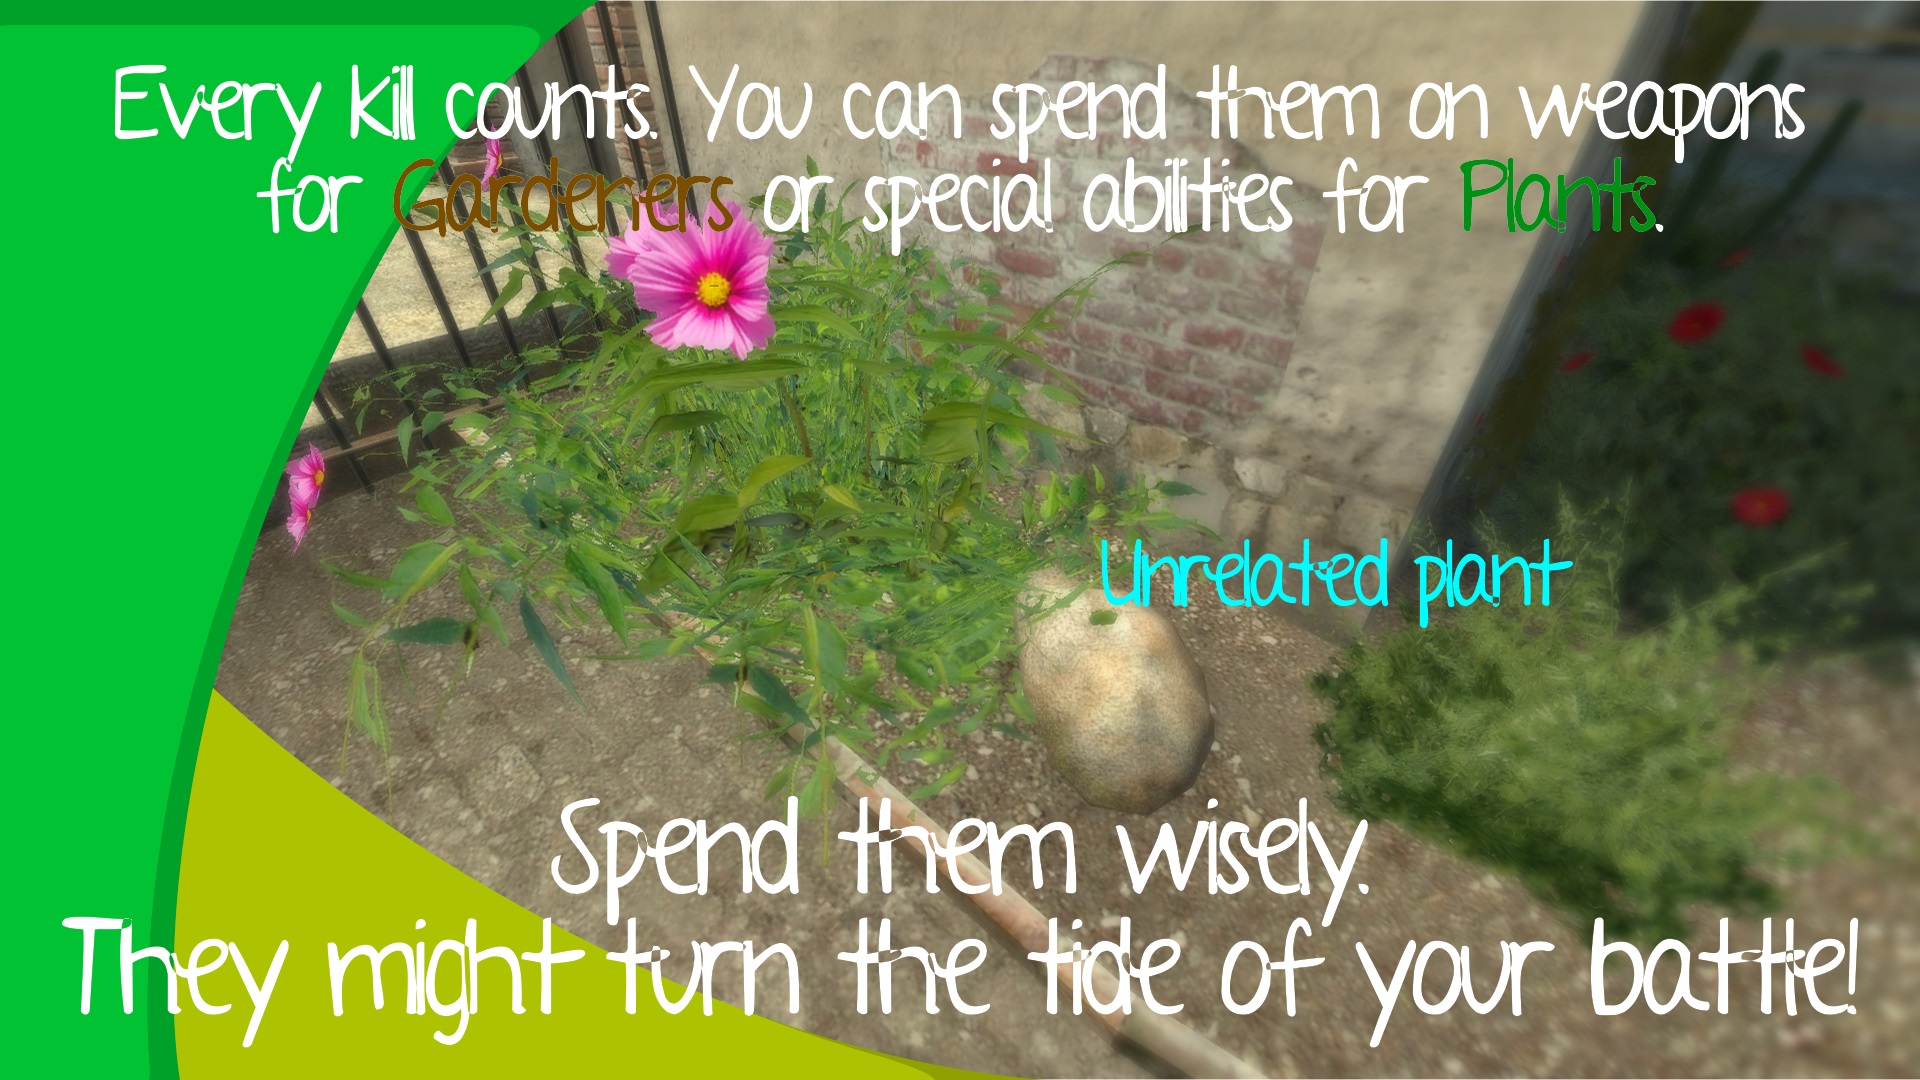 Every kill counts. You can spend them on weapons
for Gardeners or special abilities for Plants.
Unrelated plant
Spend them wisely.
They might turn the tide of your battle!